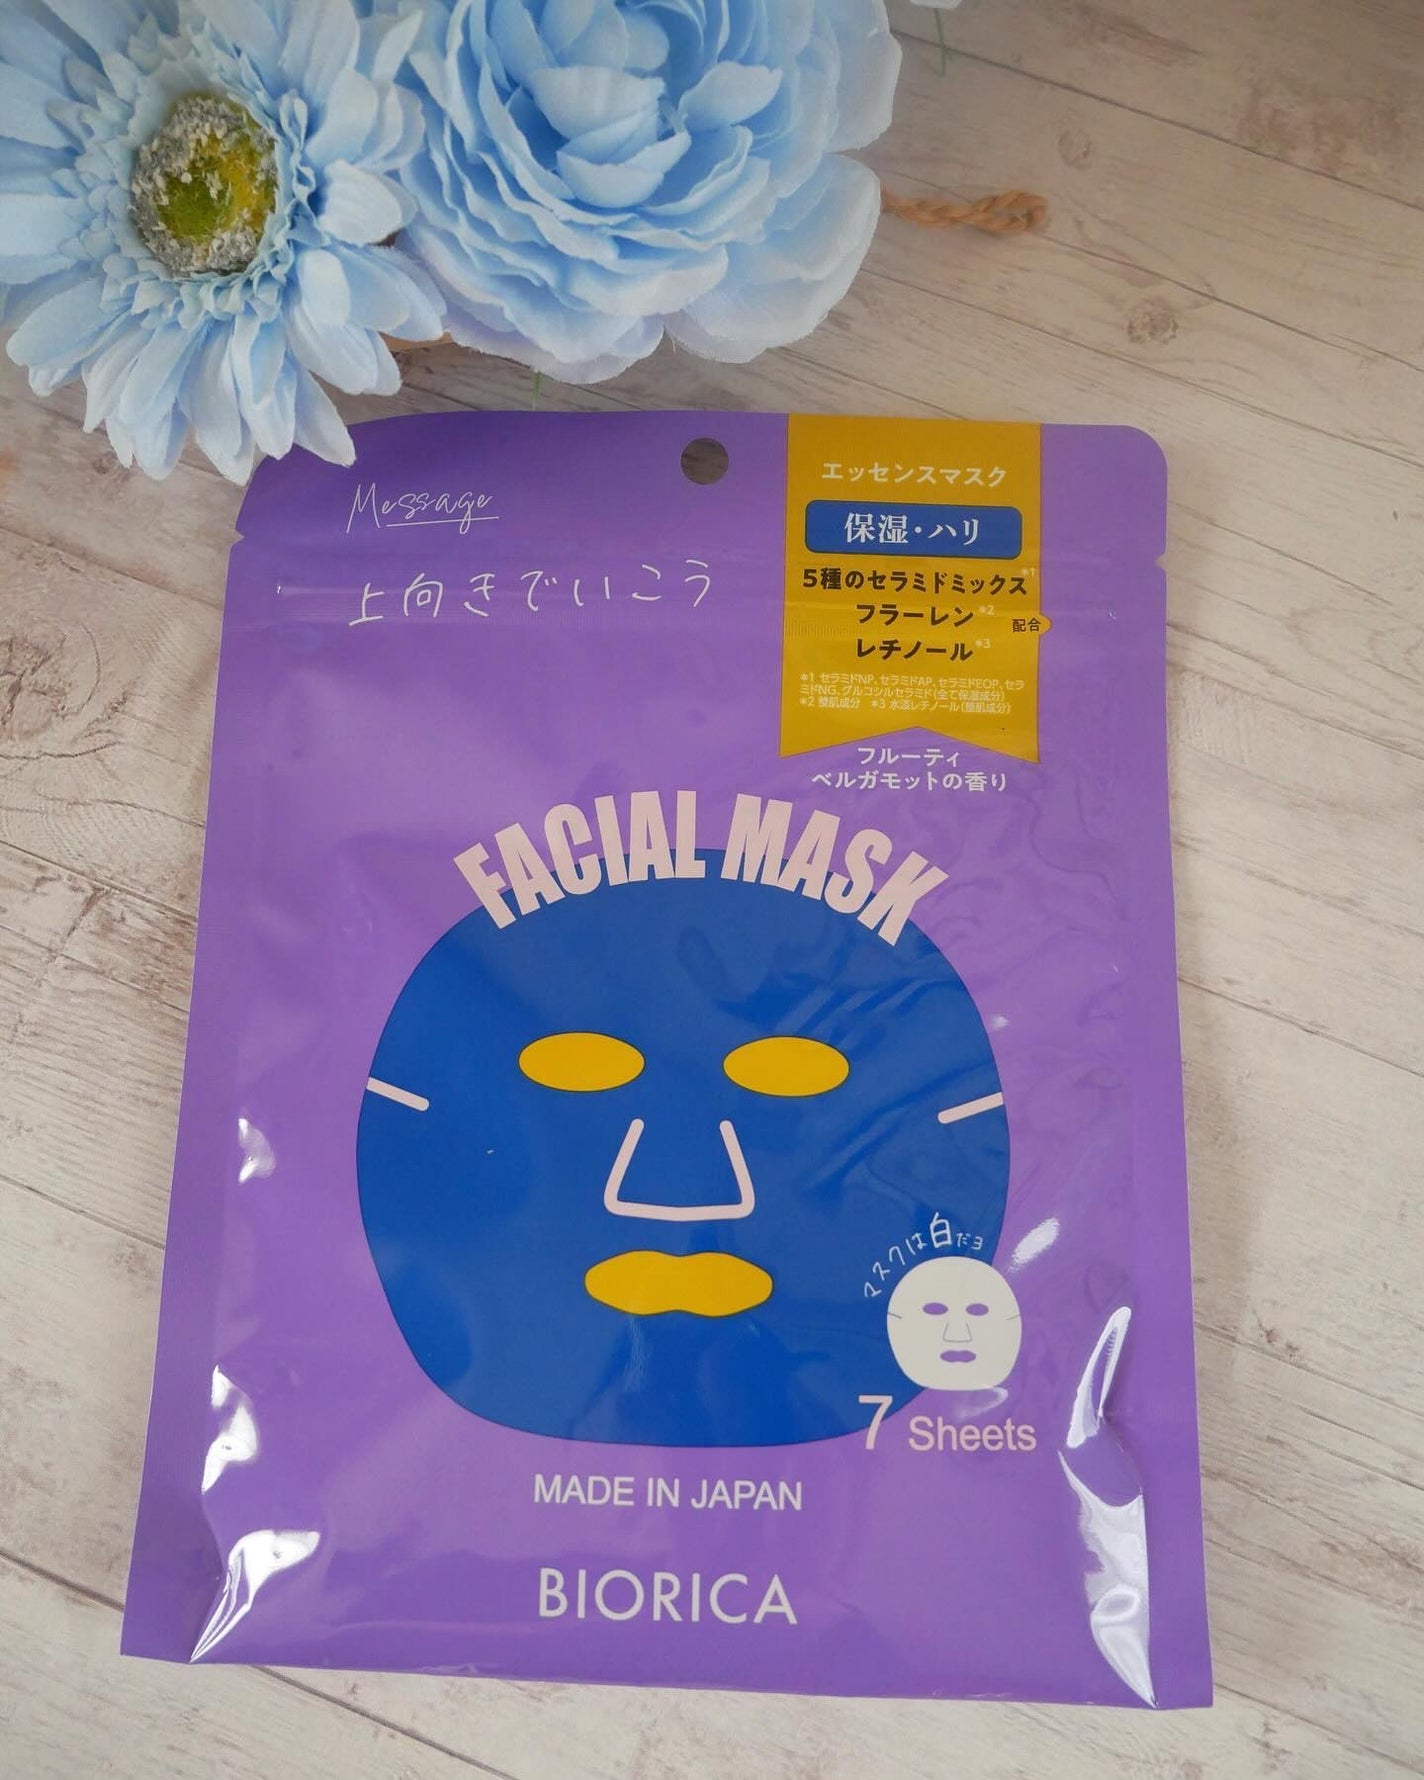 Message
上向きでいこう
エッセンスマスク
保湿・ハリ
5種のセラミドミックス*1
フラーレン*2
レチノール*3
配合
*1 セラミドNP、セラミドAP、セラミドEOP、セラ
ミドNG、グルコシルセラミド(全て保湿成分)
*2 整肌成分 *3 水添レチノール(整肌成分)
フルーティ
ベルガモットの香り
FACIAL MASK
マスクは白だヨ
7 Sheets
MADE IN JAPAN
BIORICA